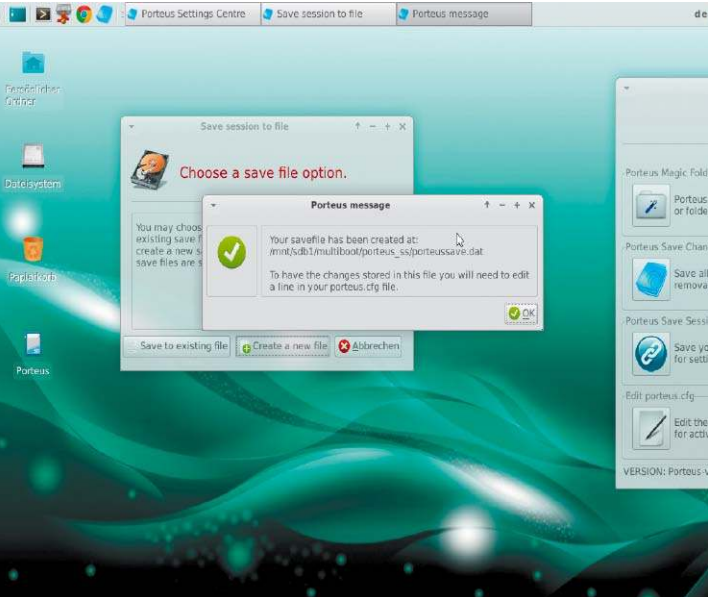 Porteus Settings Centre
Save session to file
Porteus message
de
Persönlicher
Ordner
Dateisystem
Papierkorb
Porteus
Save session to file
Choose a save file option.
You may choos
existing save f
create a new s
save files are s
Save to existing file
Create a new file
Abbrechen
Porteus message
Your savefile has been created at:
/mnt/sdb1/multiboot/porteus_ss/porteussave.dat
To have the changes stored in this file you will need to edit
a line in your porteus.cfg file.
OK
Porteus Magic Fold
Porteus
or folde
Porteus Save Chan
Save all
remova
Porteus Save Sessi
Save yo
for setti
Edit porteus.cfg
Edit the
for activ
VERSION: Porteus-v